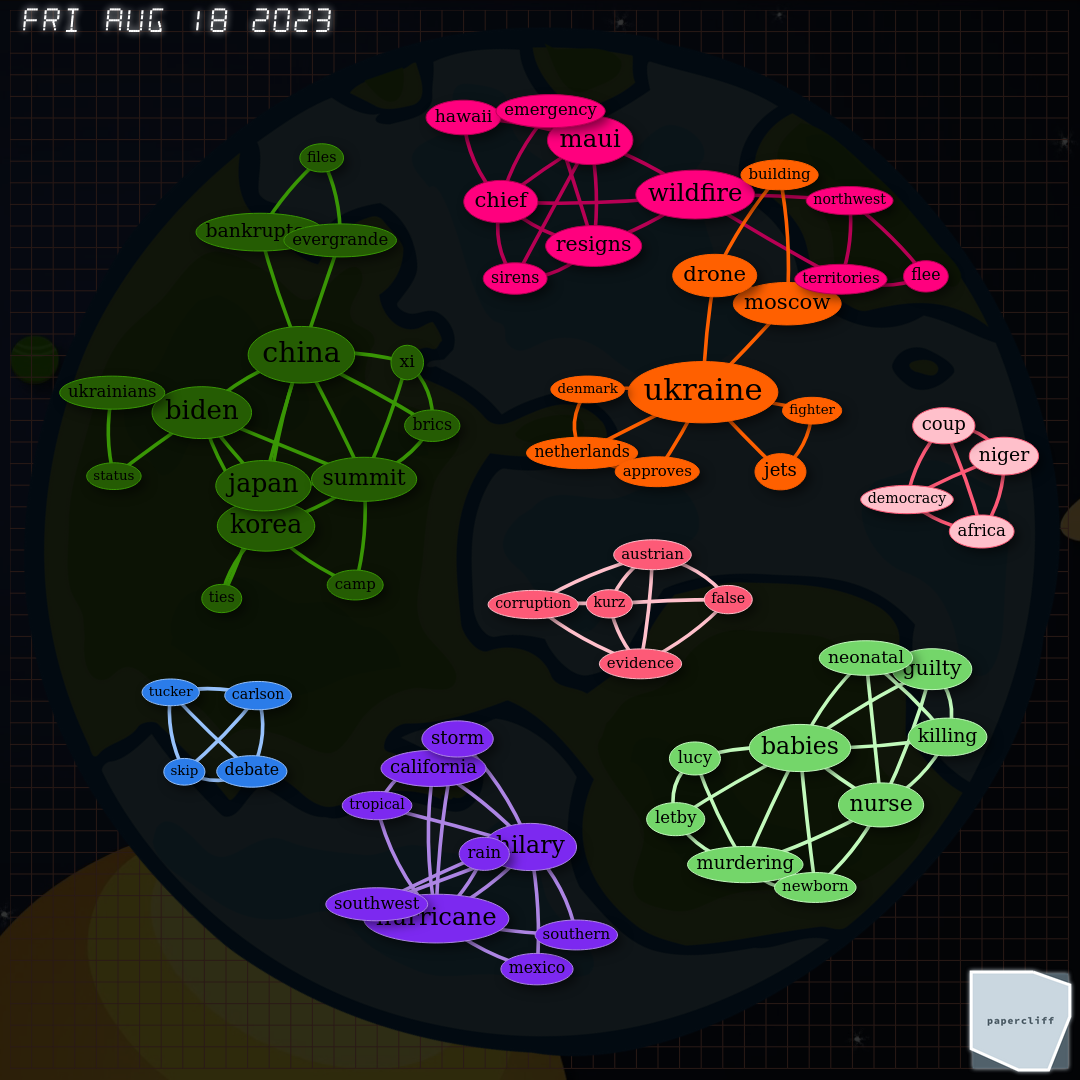 FRI AUG 18 2023
hawaii
emergency
maui
chief
wildfire
resigns
sirens
building
northwest
territories
flee
drone
moscow
ukraine
denmark
netherlands
approves
fighter
jets
files
evergrande
china
xi
ukrainians
biden
brics
status
japan
summit
korea
ties
camp
coup
niger
democracy
africa
austrian
corruption
kurz
false
evidence
tucker
carlson
skip
debate
storm
california
tropical
hilary
rain
southwest
hurricane
southern
mexico
neonatal
guilty
killing
babies
lucy
nurse
letby
murdering
newborn
papercliff